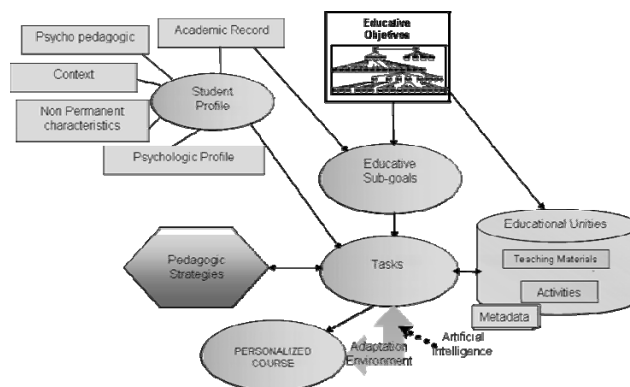 Educative
Objectives
Psycho pedagogic
Academic Record
Context
Student
Profile
Non Permanent
characteristics
Psychologic Profile
Educative
Sub-goals
Educational Unities
Teaching Materials
Activities
Metadata
Pedagogic
Strategies
Tasks
PERSONALIZED
COURSE
Adaptation
Environment
Artificial
Intelligence